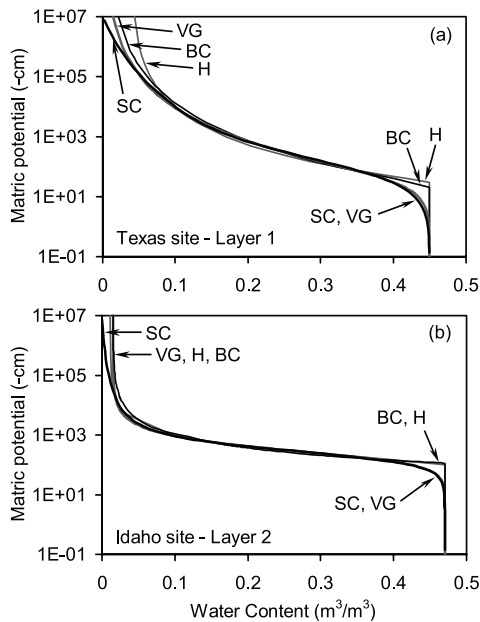 1E+07
VG
(a)
BC
1E+05
H
SC
1E+03
BC
H
1E+01
SC, VG
Texas site - Layer 1
1E-01
0
0.1
0.2
0.3
0.4
0.5
Matric potential (-cm)
1E+07
SC
(b)
VG, H, BC
1E+05
BC, H
1E+03
1E+01
SC, VG
Idaho site - Layer 2
1E-01
0
0.1
0.2
0.3
0.4
0.5
Matric potential (-cm)
Water Content (m³/m³)